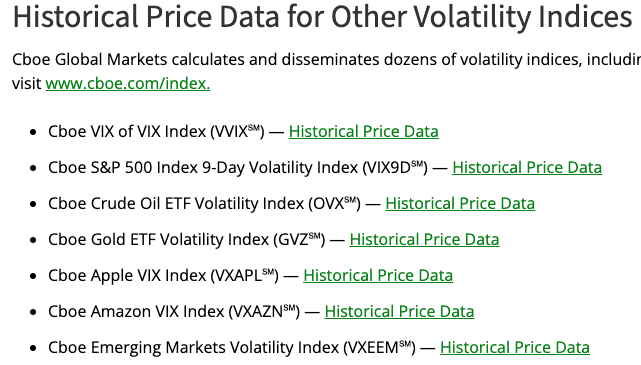 Historical Price Data for Other Volatility Indices
Cboe Global Markets calculates and disseminates dozens of volatility indices, includin
visit www.cboe.com/index.
• Cboe VIX of VIX Index (VVIX℠) — Historical Price Data
• Cboe S&P 500 Index 9-Day Volatility Index (VIX9D℠) — Historical Price Data
• Cboe Crude Oil ETF Volatility Index (OVX℠) — Historical Price Data
• Cboe Gold ETF Volatility Index (GVZ℠) — Historical Price Data
• Cboe Apple VIX Index (VXAPL℠) — Historical Price Data
• Cboe Amazon VIX Index (VXAZN℠) — Historical Price Data
• Cboe Emerging Markets Volatility Index (VXEEM℠) — Historical Price Data